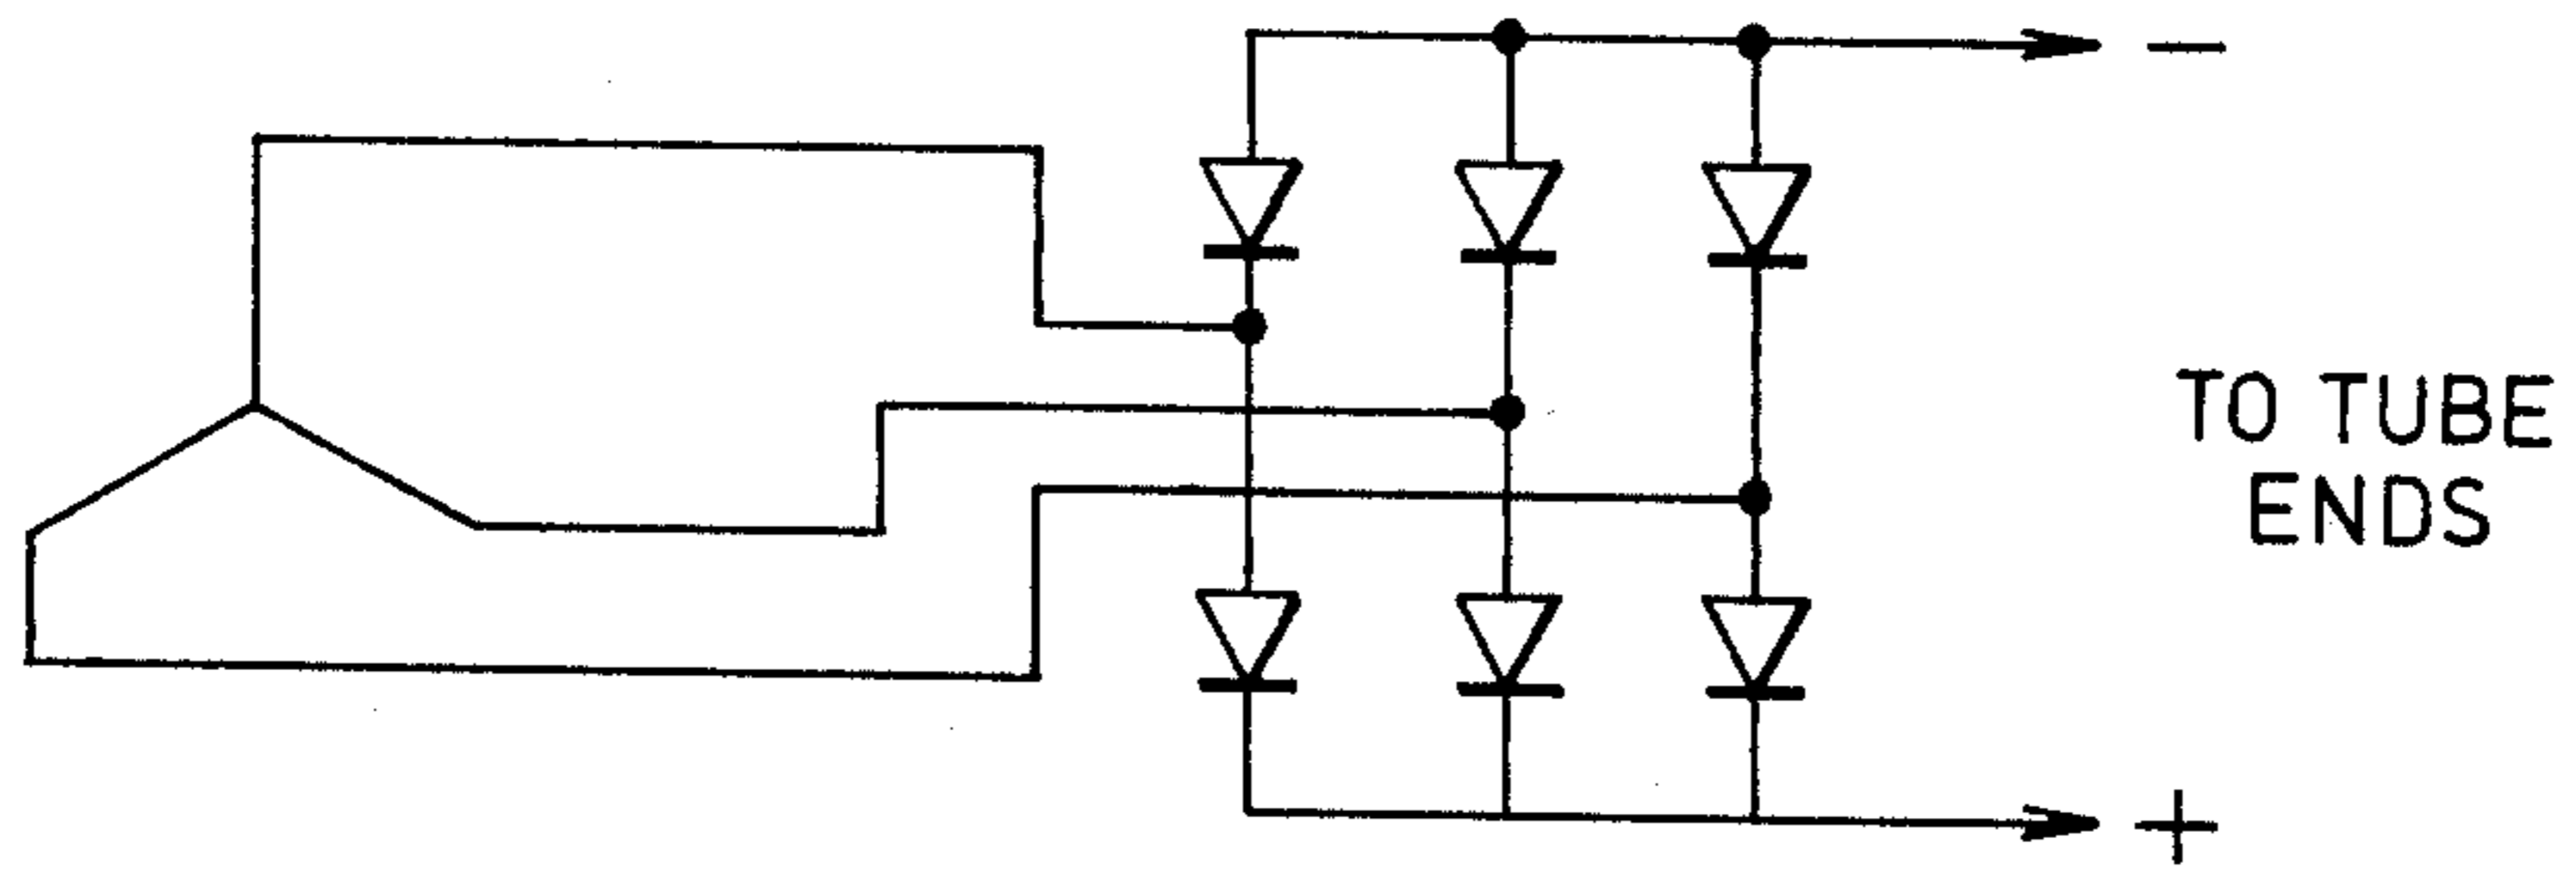 −
TO TUBE
ENDS
+